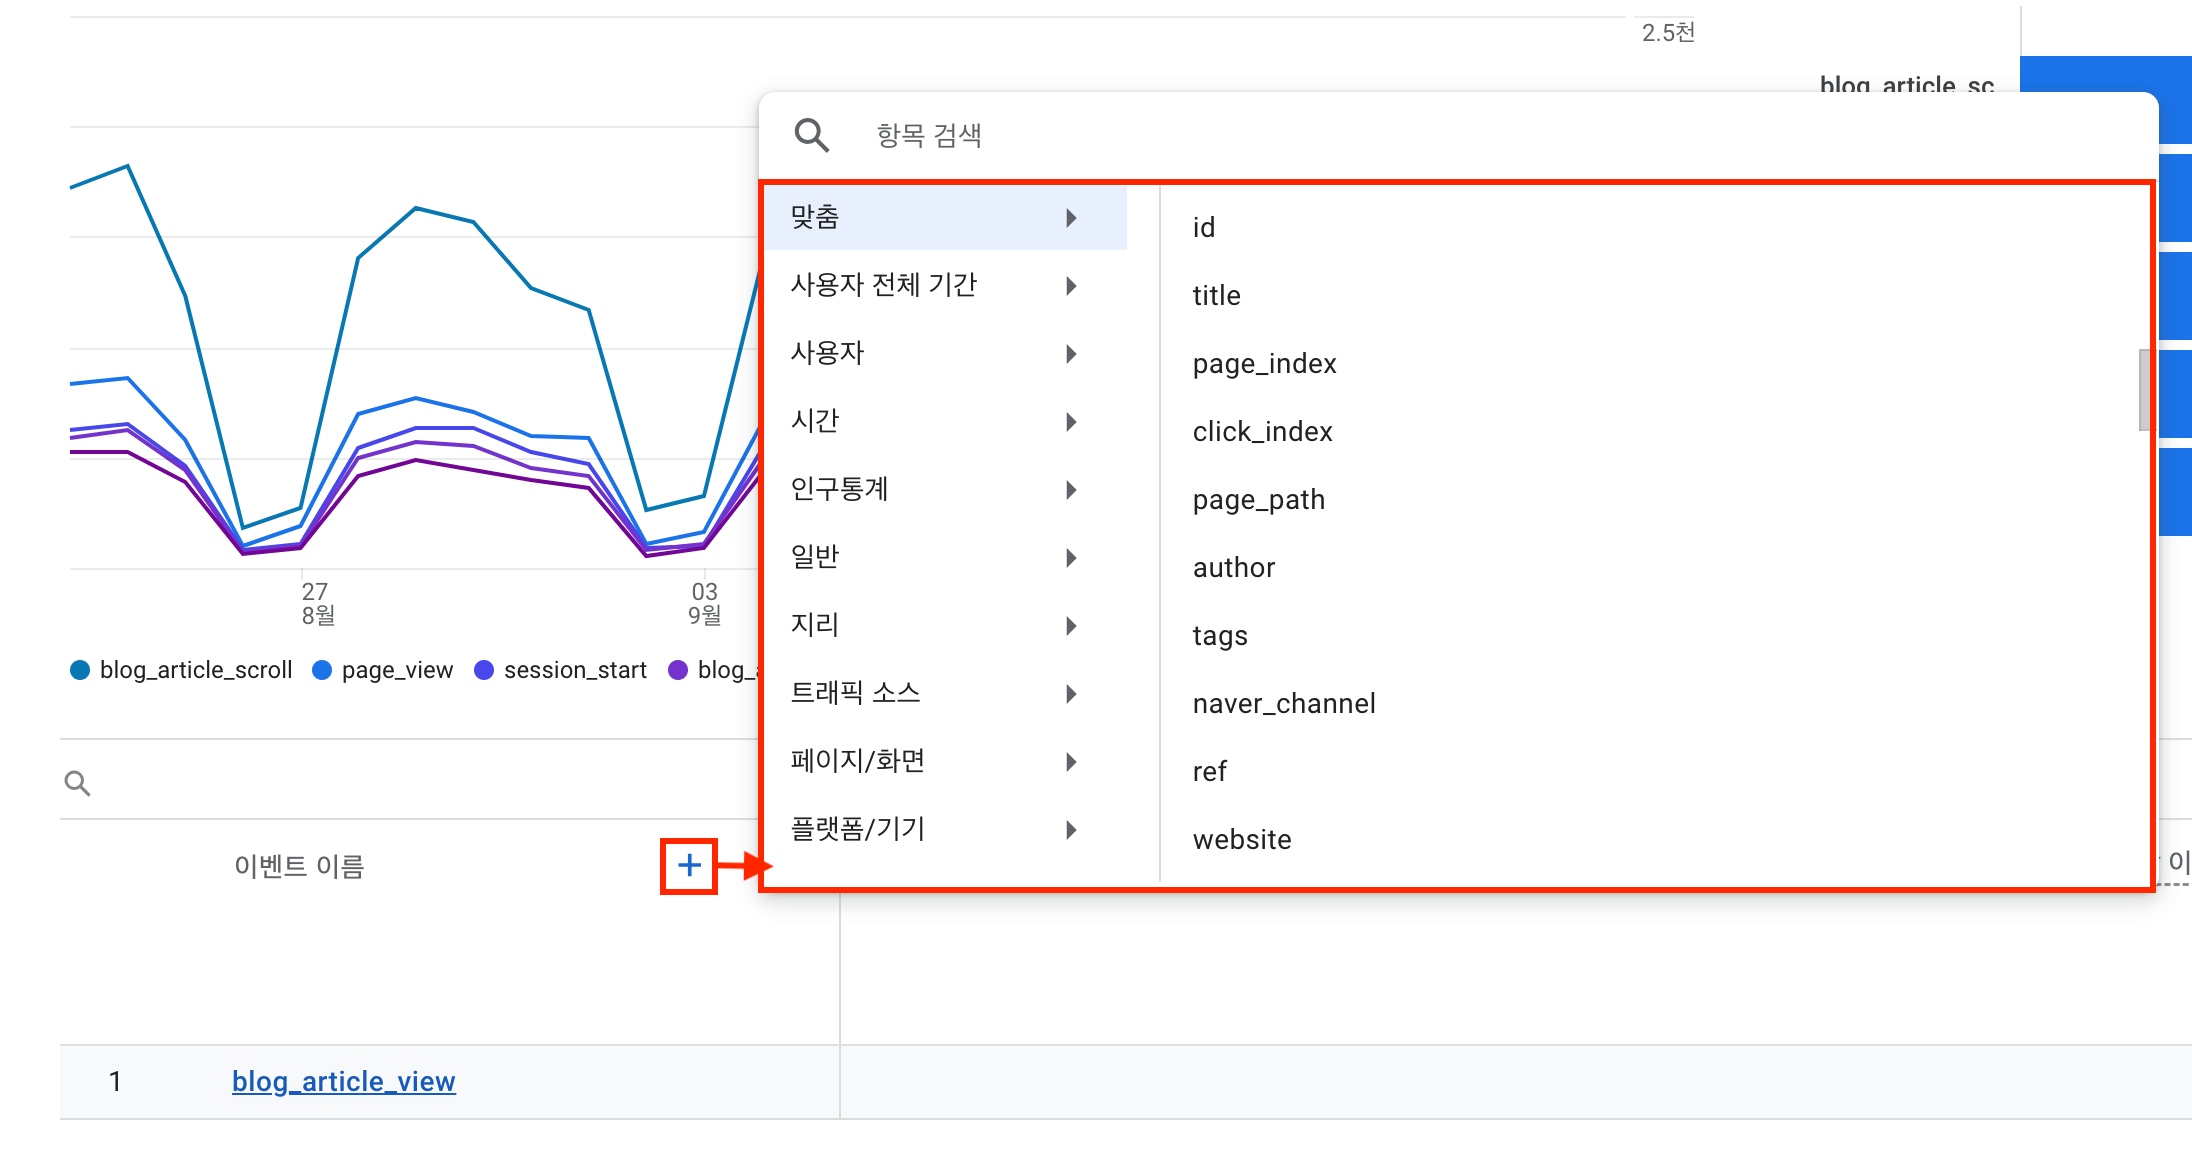 2.5천
blog_article_sc
항목 검색
맞춤
사용자 전체 기간
사용자
시간
인구통계
일반
지리
트래픽 소스
페이지/화면
플랫폼/기기
id
title
page_index
click_index
page_path
author
tags
naver_channel
ref
website
27
8월
03
9월
blog_article_scroll
page_view
session_start
blog_
이벤트 이름
+
이
1
blog_article_view